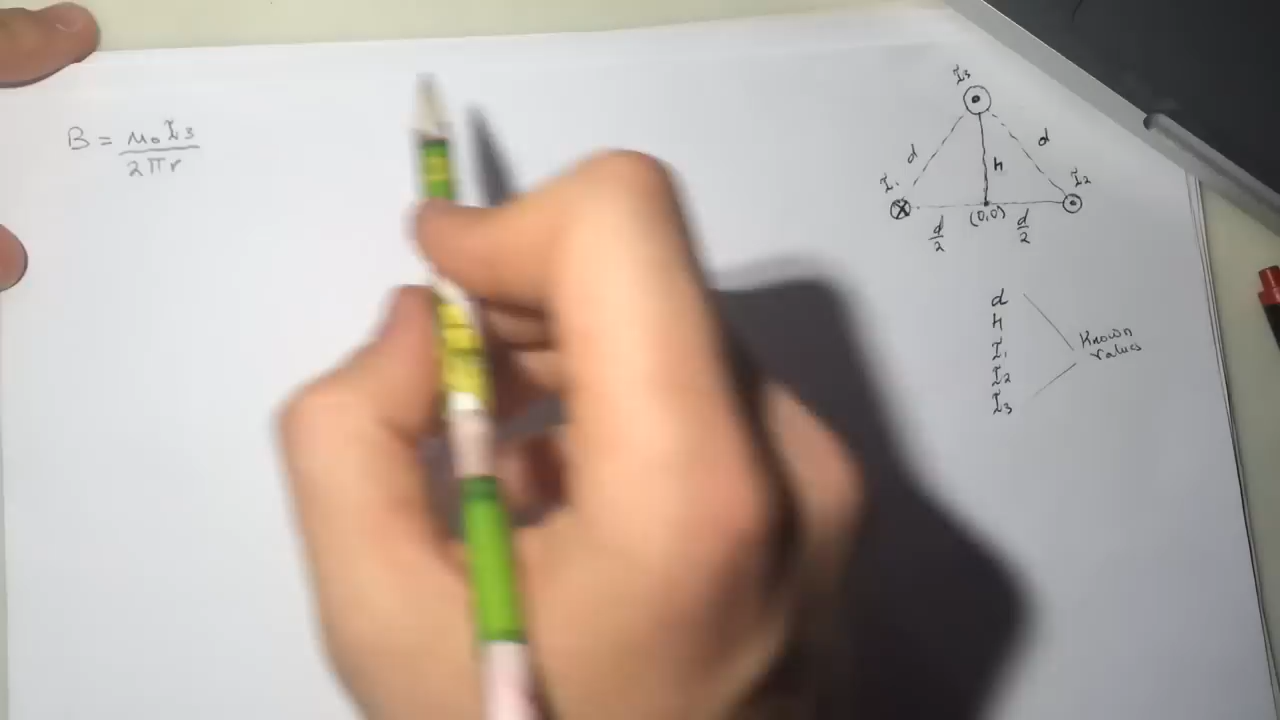 B = μ₀I₃
2πr
I₃
d
d
h
I₁
I₂
d/2
(0,0)
d/2
d
h
I₁
I₂
I₃
Known
values